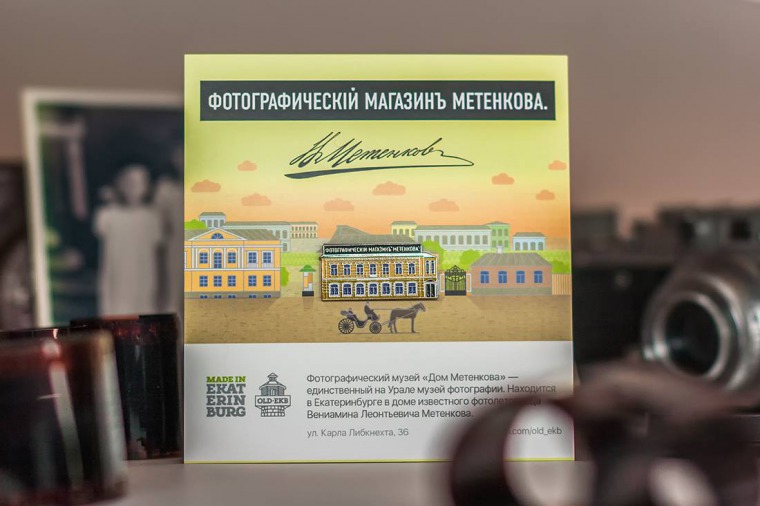 ФОТОГРАФИЧЕСКІЙ МАГАЗИНЪ МЕТЕНКОВА.
В. Метенковъ
ФОТОГРАФИЧЕСКІЙ МАГАЗИНЪ МЕТЕНКОВА.
MADE IN
EKAT
ERIN
BURG
OLD-EKB
Фотографический музей «Дом Метенкова» —
единственный на Урале музей фотографии. Находится
в Екатеринбурге в доме известного
Вениамина Леонтьевича Метенкова.
ул. Карла Либкнехта, 36
.com/old_ekb